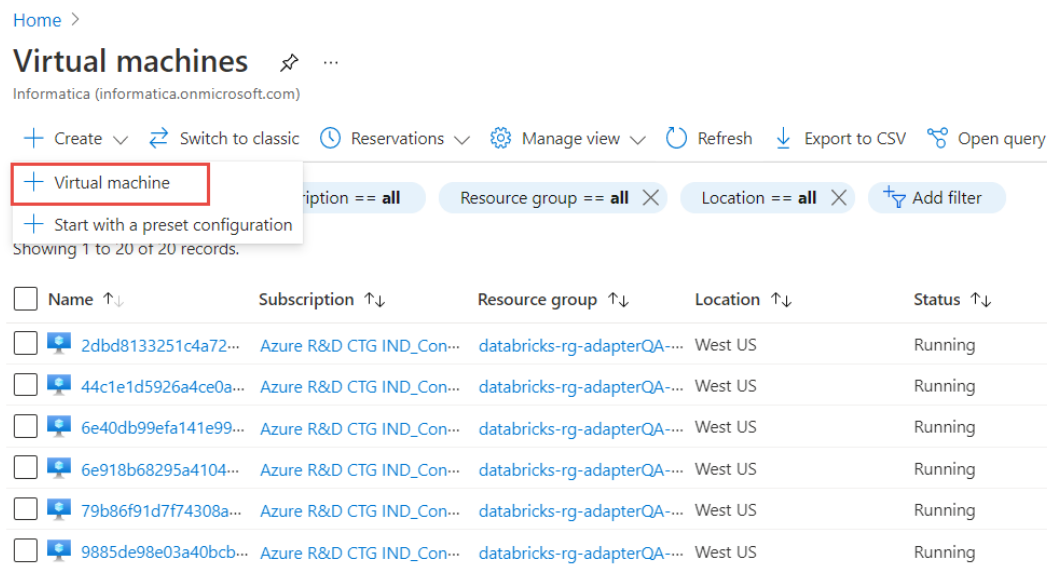 Home >
Virtual machines ...
Informatica (informatica.onmicrosoft.com)
+ Create Switch to classic Reservations Manage view Refresh Export to CSV Open query
+ Virtual machine
ription == all Resource group == all × Location == all × Add filter
+ Start with a preset configuration
Showing 1 to 20 of 20 records.
Name ↑↓ Subscription ↑↓ Resource group ↑↓ Location ↑↓ Status ↑↓
2dbd8133251c4a72... Azure R&D CTG IND_Con... databricks-rg-adapterQA-... West US Running
44c1e1d5926a4ce0a... Azure R&D CTG IND_Con... databricks-rg-adapterQA-... West US Running
6e40db99efa141e99... Azure R&D CTG IND_Con... databricks-rg-adapterQA-... West US Running
6e918b68295a4104... Azure R&D CTG IND_Con... databricks-rg-adapterQA-... West US Running
79b86f91d7f74308a... Azure R&D CTG IND_Con... databricks-rg-adapterQA-... West US Running
9885de98e03a40bcb... Azure R&D CTG IND_Con... databricks-rg-adapterQA-... West US Running